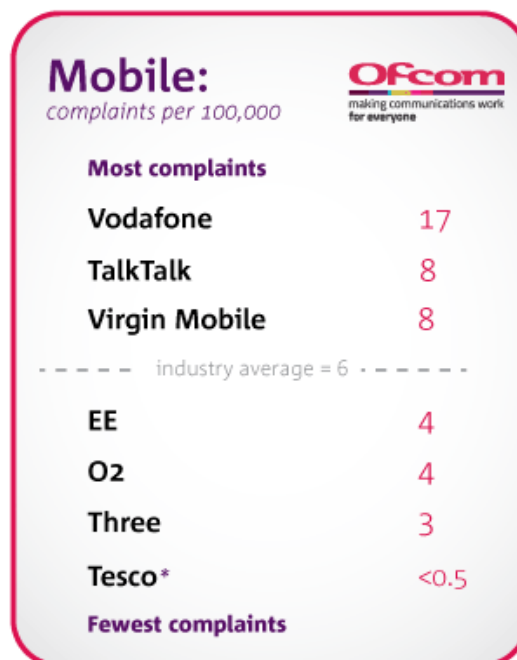 Mobile:
complaints per 100,000
Ofcom
making communications work
for everyone
Most complaints
Vodafone 17
TalkTalk 8
Virgin Mobile 8
industry average = 6
EE 4
O2 4
Three 3
Tesco* <0.5
Fewest complaints